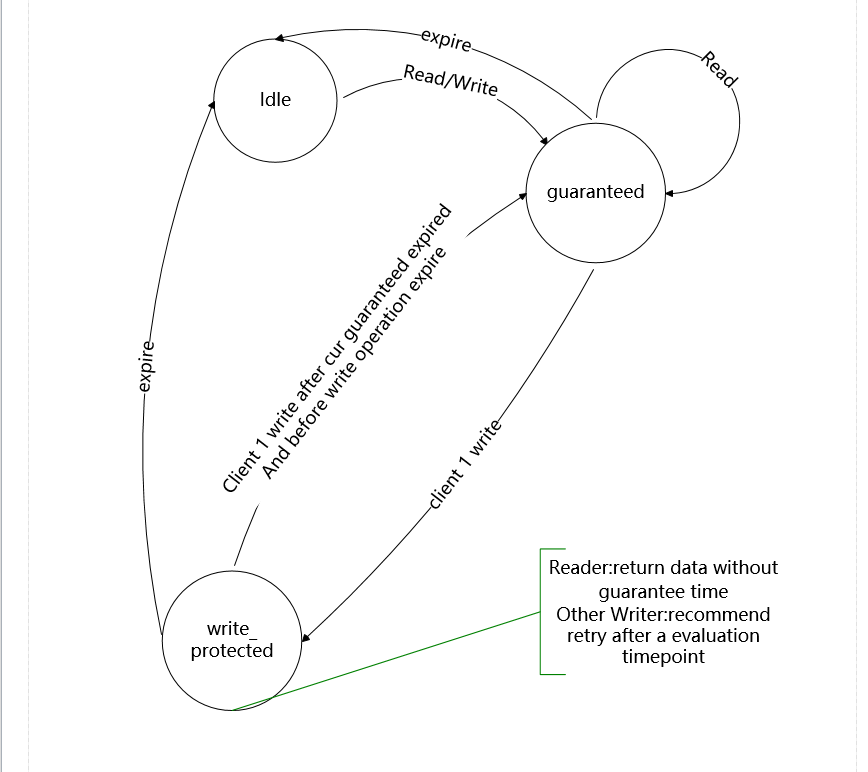 expire
Read
Read/Write
Idle
guaranteed
Client 1 write after cur guaranteed expired
And before write operation expire
expire
client 1 write
write_
protected
Reader:return data without
guarantee time
Other Writer:recommend
retry after a evaluation
timepoint